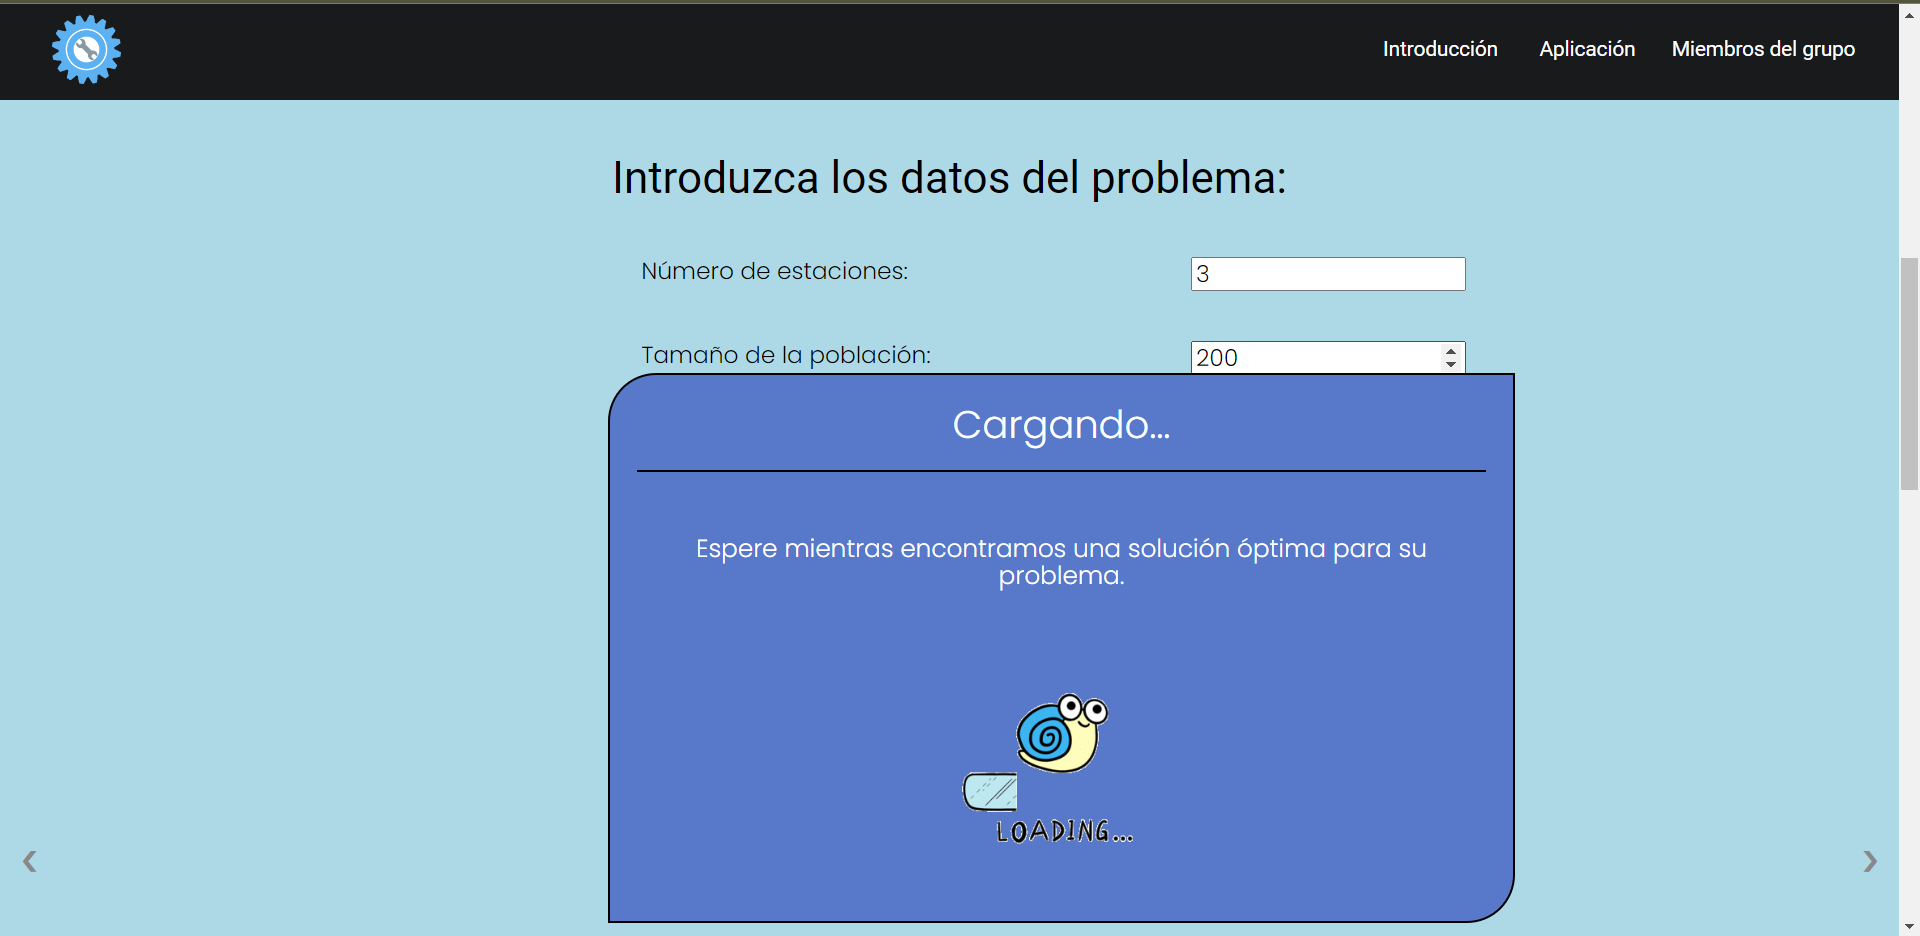 Introducción Aplicación Miembros del grupo
Introduzca los datos del problema:
Número de estaciones: 3
Tamaño de la población: 200
Cargando...
Espere mientras encontramos una solución óptima para su
problema.
LOADING...